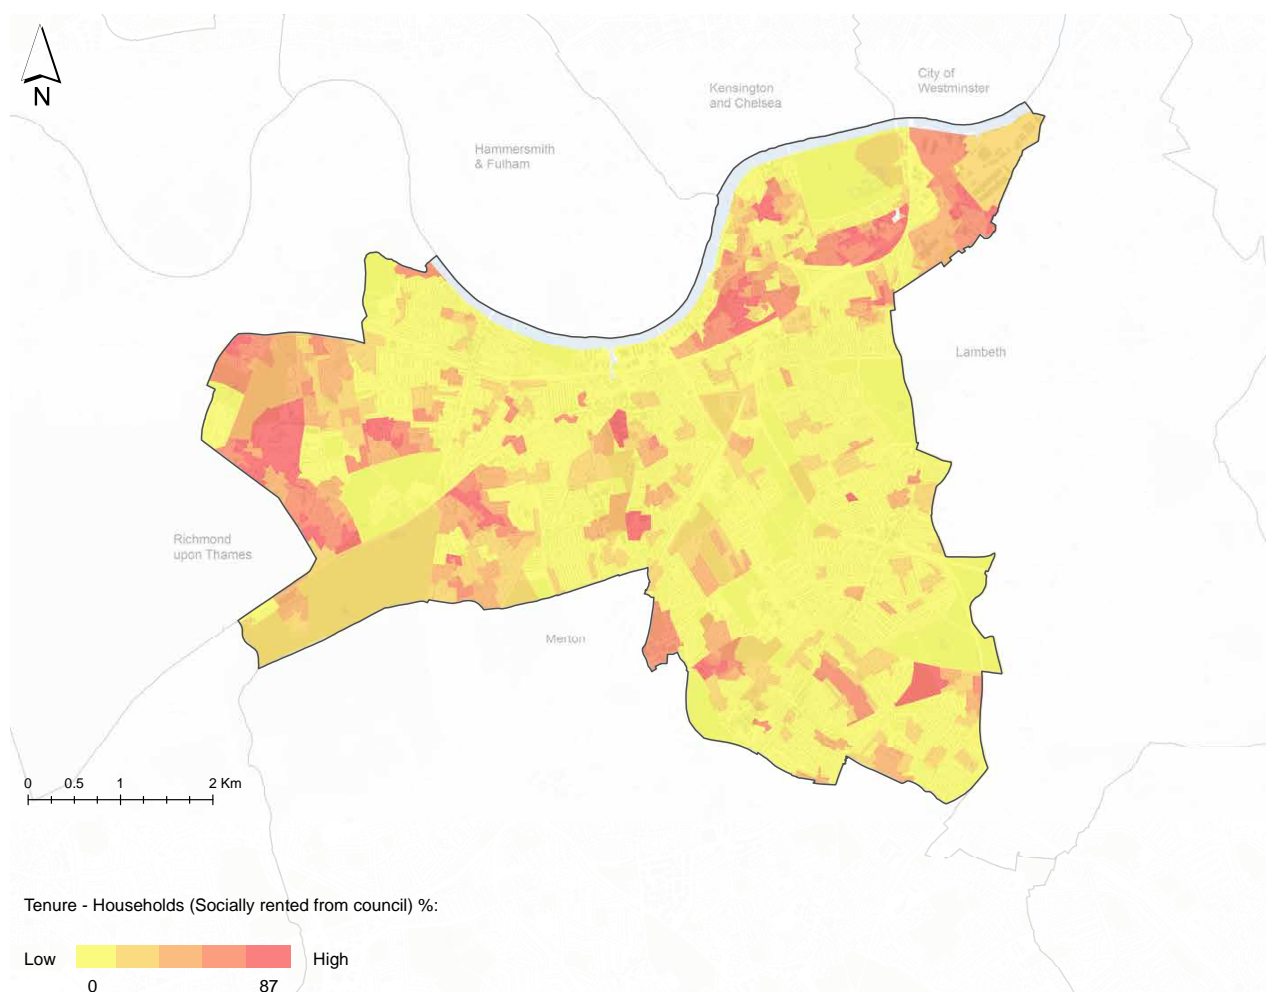 N
City of
Westminster
Kensington
and Chelsea
Hammersmith
& Fulham
Lambeth
Richmond
upon Thames
Merton
0 0.5 1 2 Km
Tenure - Households (Socially rented from council) %:
Low High
0 87